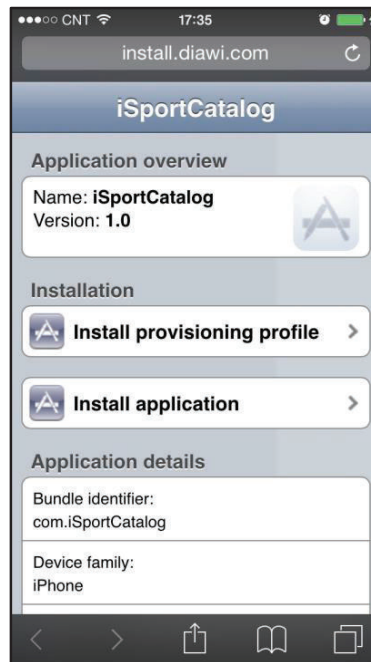 CNT 17:35
install.diawi.com
iSportCatalog
Application overview
Name: iSportCatalog
Version: 1.0
Installation
Install provisioning profile
Install application
Application details
Bundle identifier:
com.iSportCatalog
Device family:
iPhone